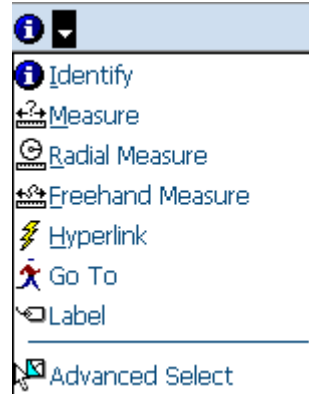 Identify
Measure
Radial Measure
Freehand Measure
Hyperlink
Go To
Label
Advanced Select